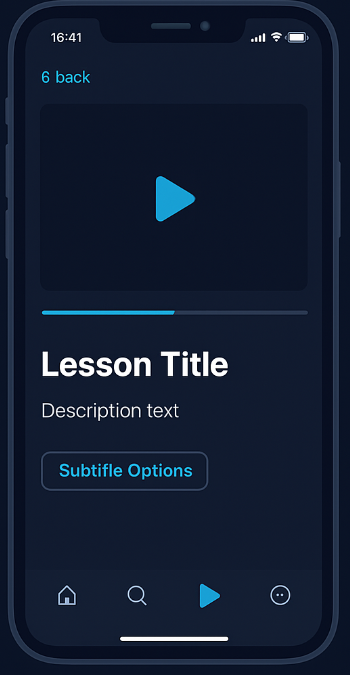 16:41
6 back
Lesson Title
Description text
Subtifle Options